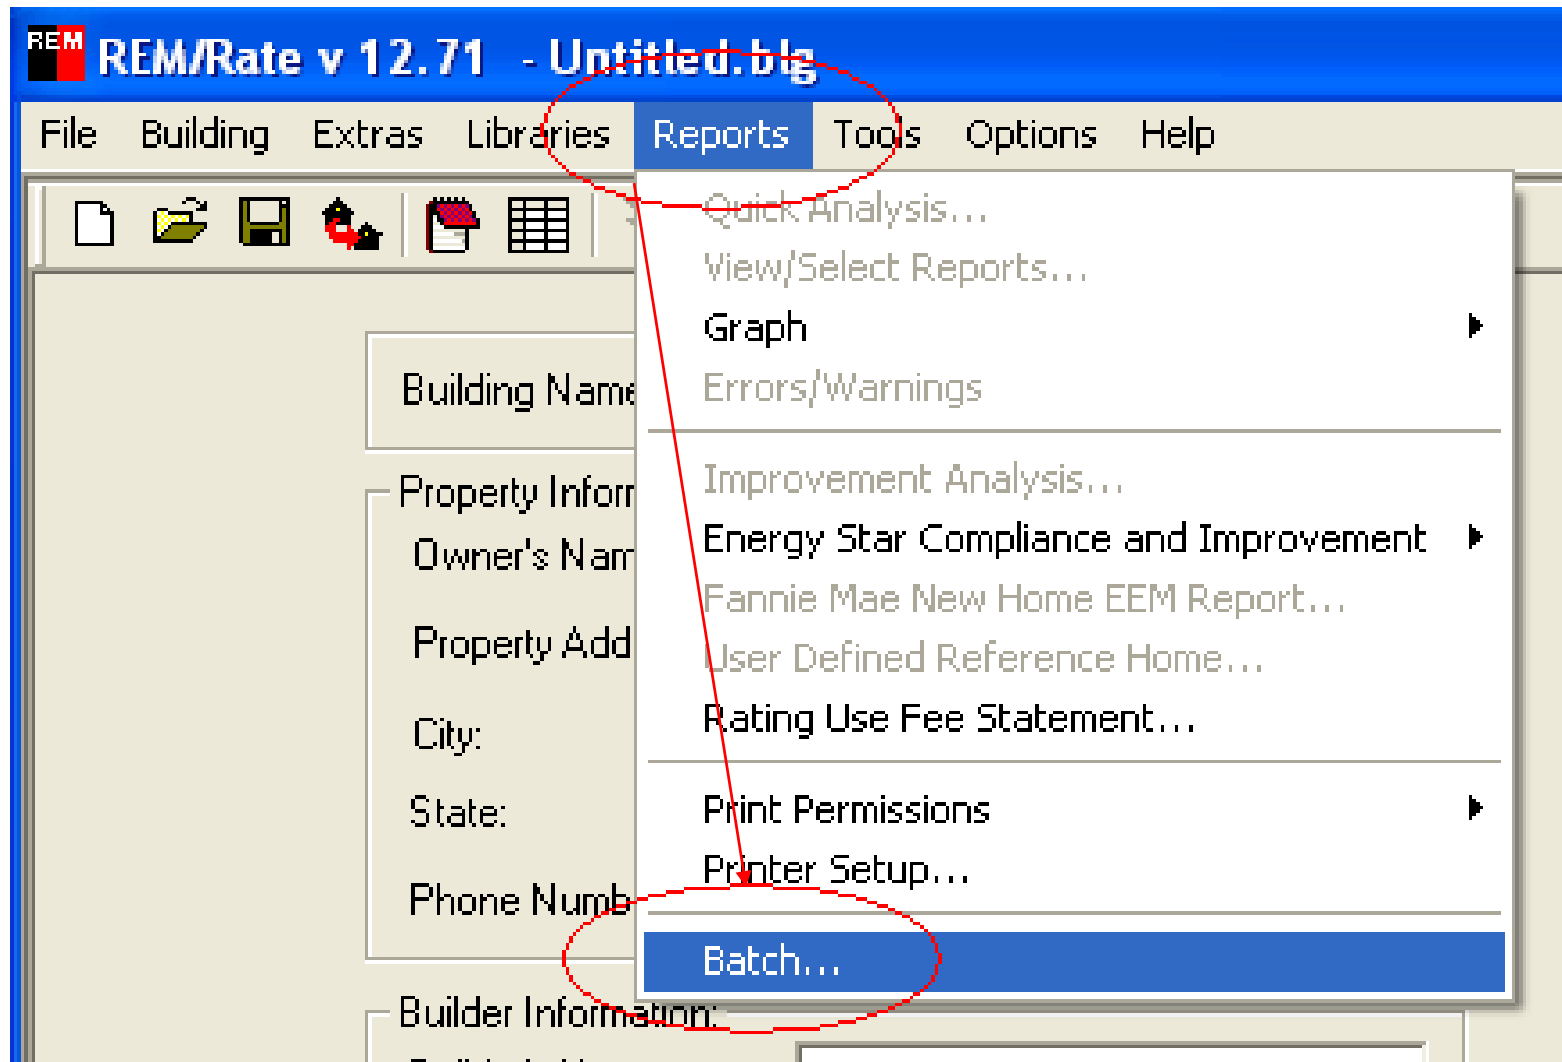 REM REM/Rate v 12.71 - Untitled.blg
File Building Extras Libraries Reports Tools Options Help
Quick Analysis...
View/Select Reports...
Graph
Building Name
Errors/Warnings
Property Inform
Improvement Analysis...
Owner's Nam
Energy Star Compliance and Improvement
Fannie Mae New Home EEM Report...
Property Add
User Defined Reference Home...
City:
Rating Use Fee Statement...
State:
Print Permissions
Printer Setup...
Phone Numb
Batch...
Builder Information: